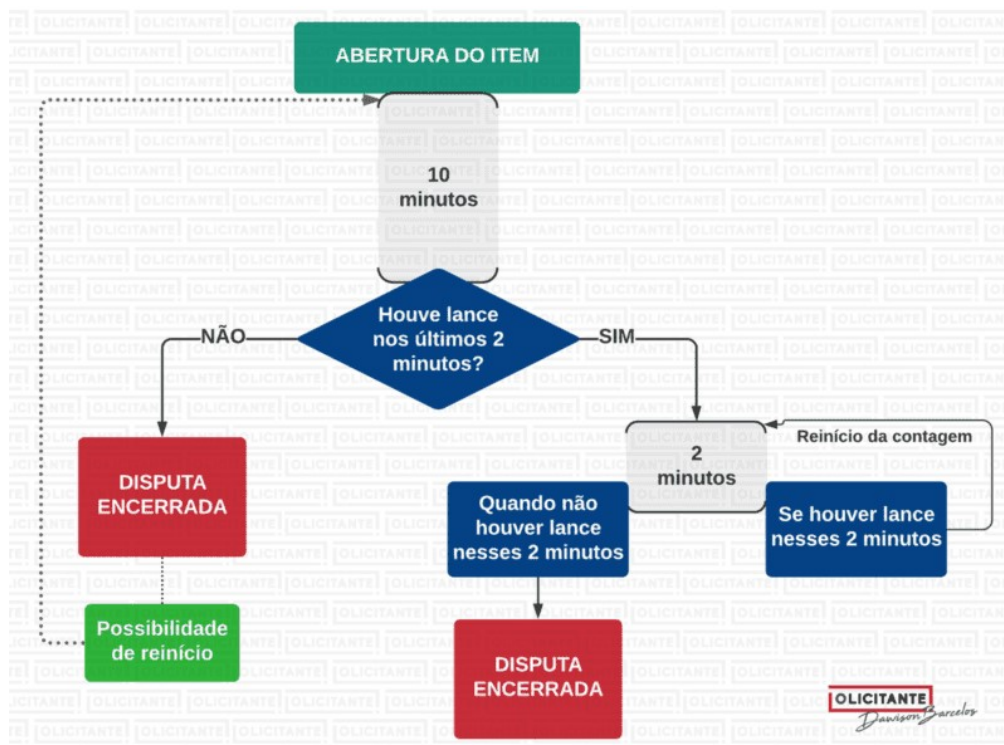 ABERTURA DO ITEM
10
minutos
Houve lance
nos últimos 2
minutos?
NÃO
SIM
DISPUTA
ENCERRADA
Possibilidade
de reinício
2
minutos
Reinício da contagem
Quando não
houver lance
nesses 2 minutos
Se houver lance
nesses 2 minutos
DISPUTA
ENCERRADA
OLICITANTE
Dawison Barcelos